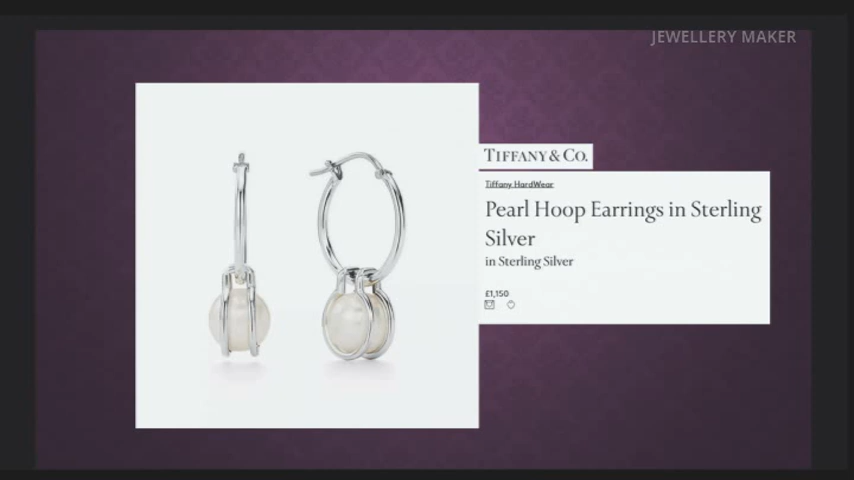 JEWELLERY MAKER
TIFFANY & CO.
Tiffany HardWear
Pearl Hoop Earrings in Sterling
Silver
in Sterling Silver
£1,150